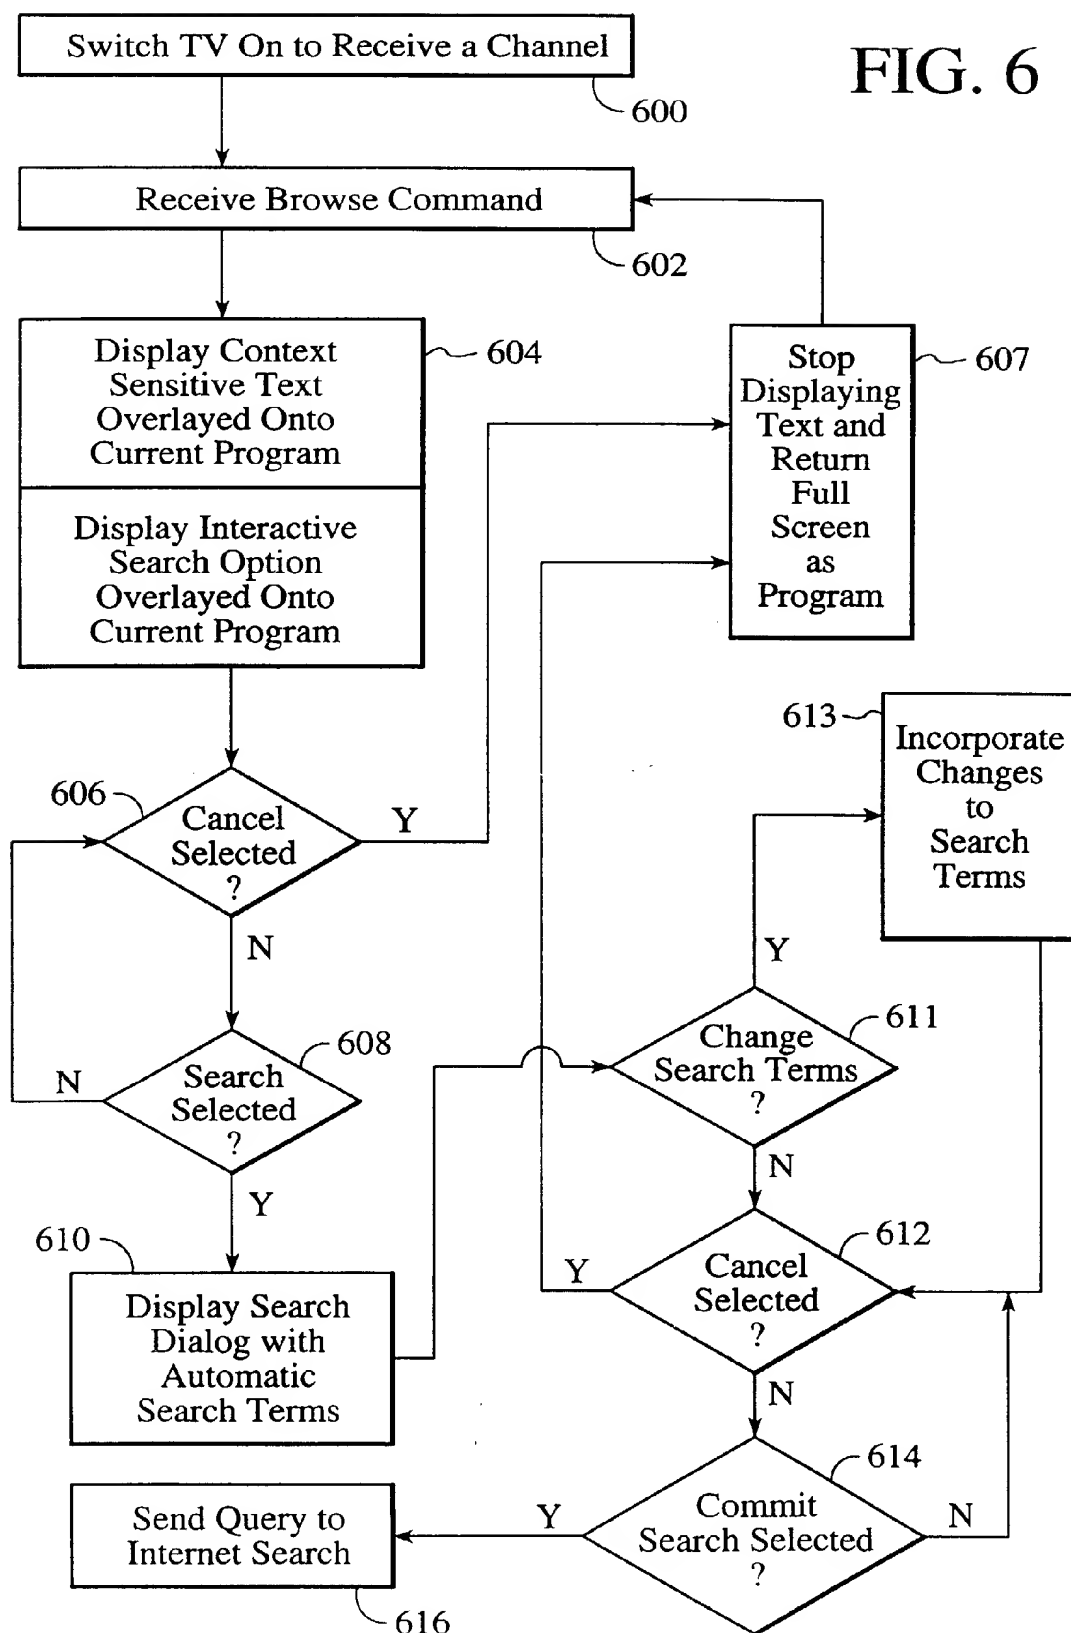 FIG. 6
Switch TV On to Receive a Channel
600
Receive Browse Command
602
Display Context
Sensitive Text
Overlayed Onto
Current Program
604
Display Interactive
Search Option
Overlayed Onto
Current Program
Stop
Displaying
Text and
Return
Full
Screen
as
Program
607
606
Cancel
Selected
?
Y
N
608
Search
Selected
?
N
Y
610
Display Search
Dialog with
Automatic
Search Terms
613
Incorporate
Changes
to
Search
Terms
Y
611
Change
Search Terms
?
N
612
Cancel
Selected
?
Y
N
614
Commit
Search Selected
?
Y
N
Send Query to
Internet Search
616